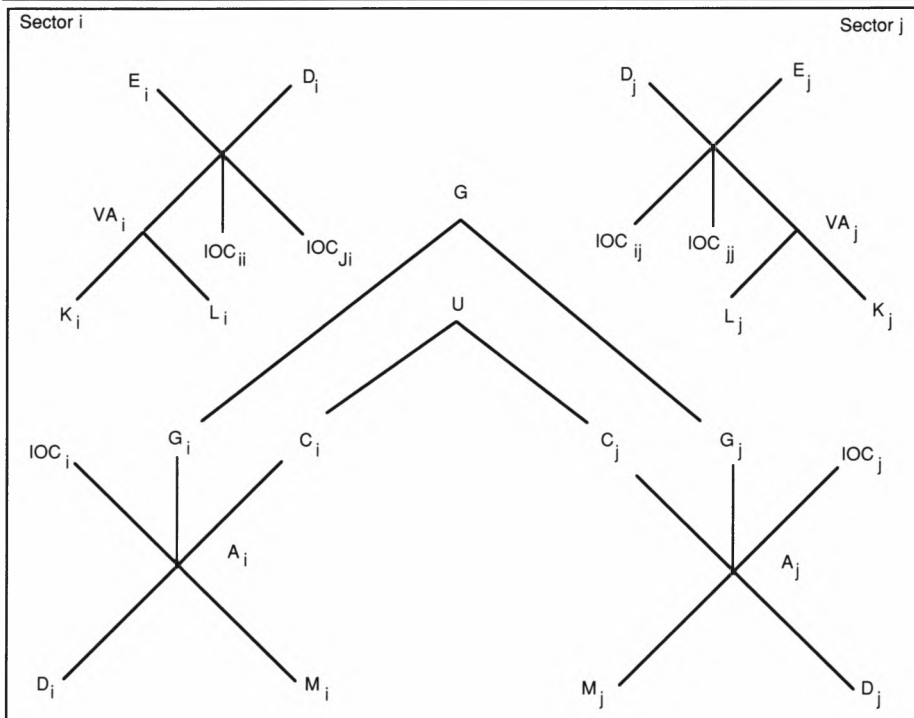 Sector i
Sector j
E i
D i
D j
E j
VA i
IOC ii
IOC Ji
G
IOC ij
IOC jj
VA j
K i
L i
U
L j
K j
IOC i
G i
C i
C j
G j
IOC j
A i
A j
D i
M i
M j
D j